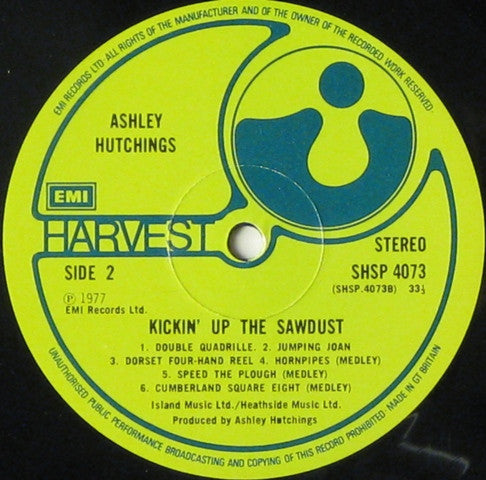 EMI RECORDS LTD. ALL RIGHTS OF THE MANUFACTURER AND OF THE OWNER OF THE RECORDED WORK RESERVED
ASHLEY
HUTCHINGS
EMI
HARVEST
STEREO
SIDE 2
SHSP 4073
(SHSP.4073B) 33⅓
Ⓟ 1977
EMI Records Ltd.
KICKIN' UP THE SAWDUST
1. DOUBLE QUADRILLE. 2. JUMPING JOAN
3. DORSET FOUR-HAND REEL 4. HORNPIPES (MEDLEY)
5. SPEED THE PLOUGH (MEDLEY)
6. CUMBERLAND SQUARE EIGHT (MEDLEY)
Island Music Ltd./Heathside Music Ltd.
Produced by Ashley Hutchings
UNAUTHORISED PUBLIC PERFORMANCE BROADCASTING AND COPYING OF THIS RECORD PROHIBITED· MADE IN GT BRITAIN